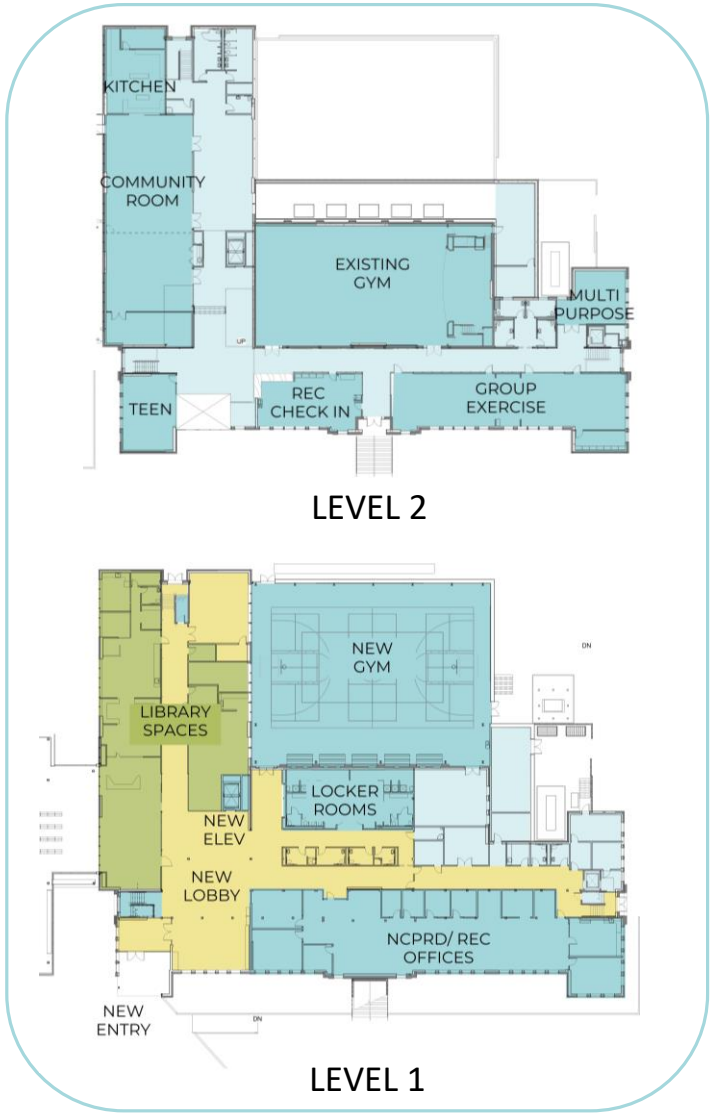 KITCHEN
COMMUNITY
ROOM
EXISTING
GYM
MULTI
PURPOSE
UP
TEEN
REC
CHECK IN
GROUP
EXERCISE
LEVEL 2
NEW
GYM
DN
LIBRARY
SPACES
LOCKER
ROOMS
NEW
ELEV
NEW
LOBBY
NCPRD/ REC
OFFICES
NEW
ENTRY
DN
LEVEL 1